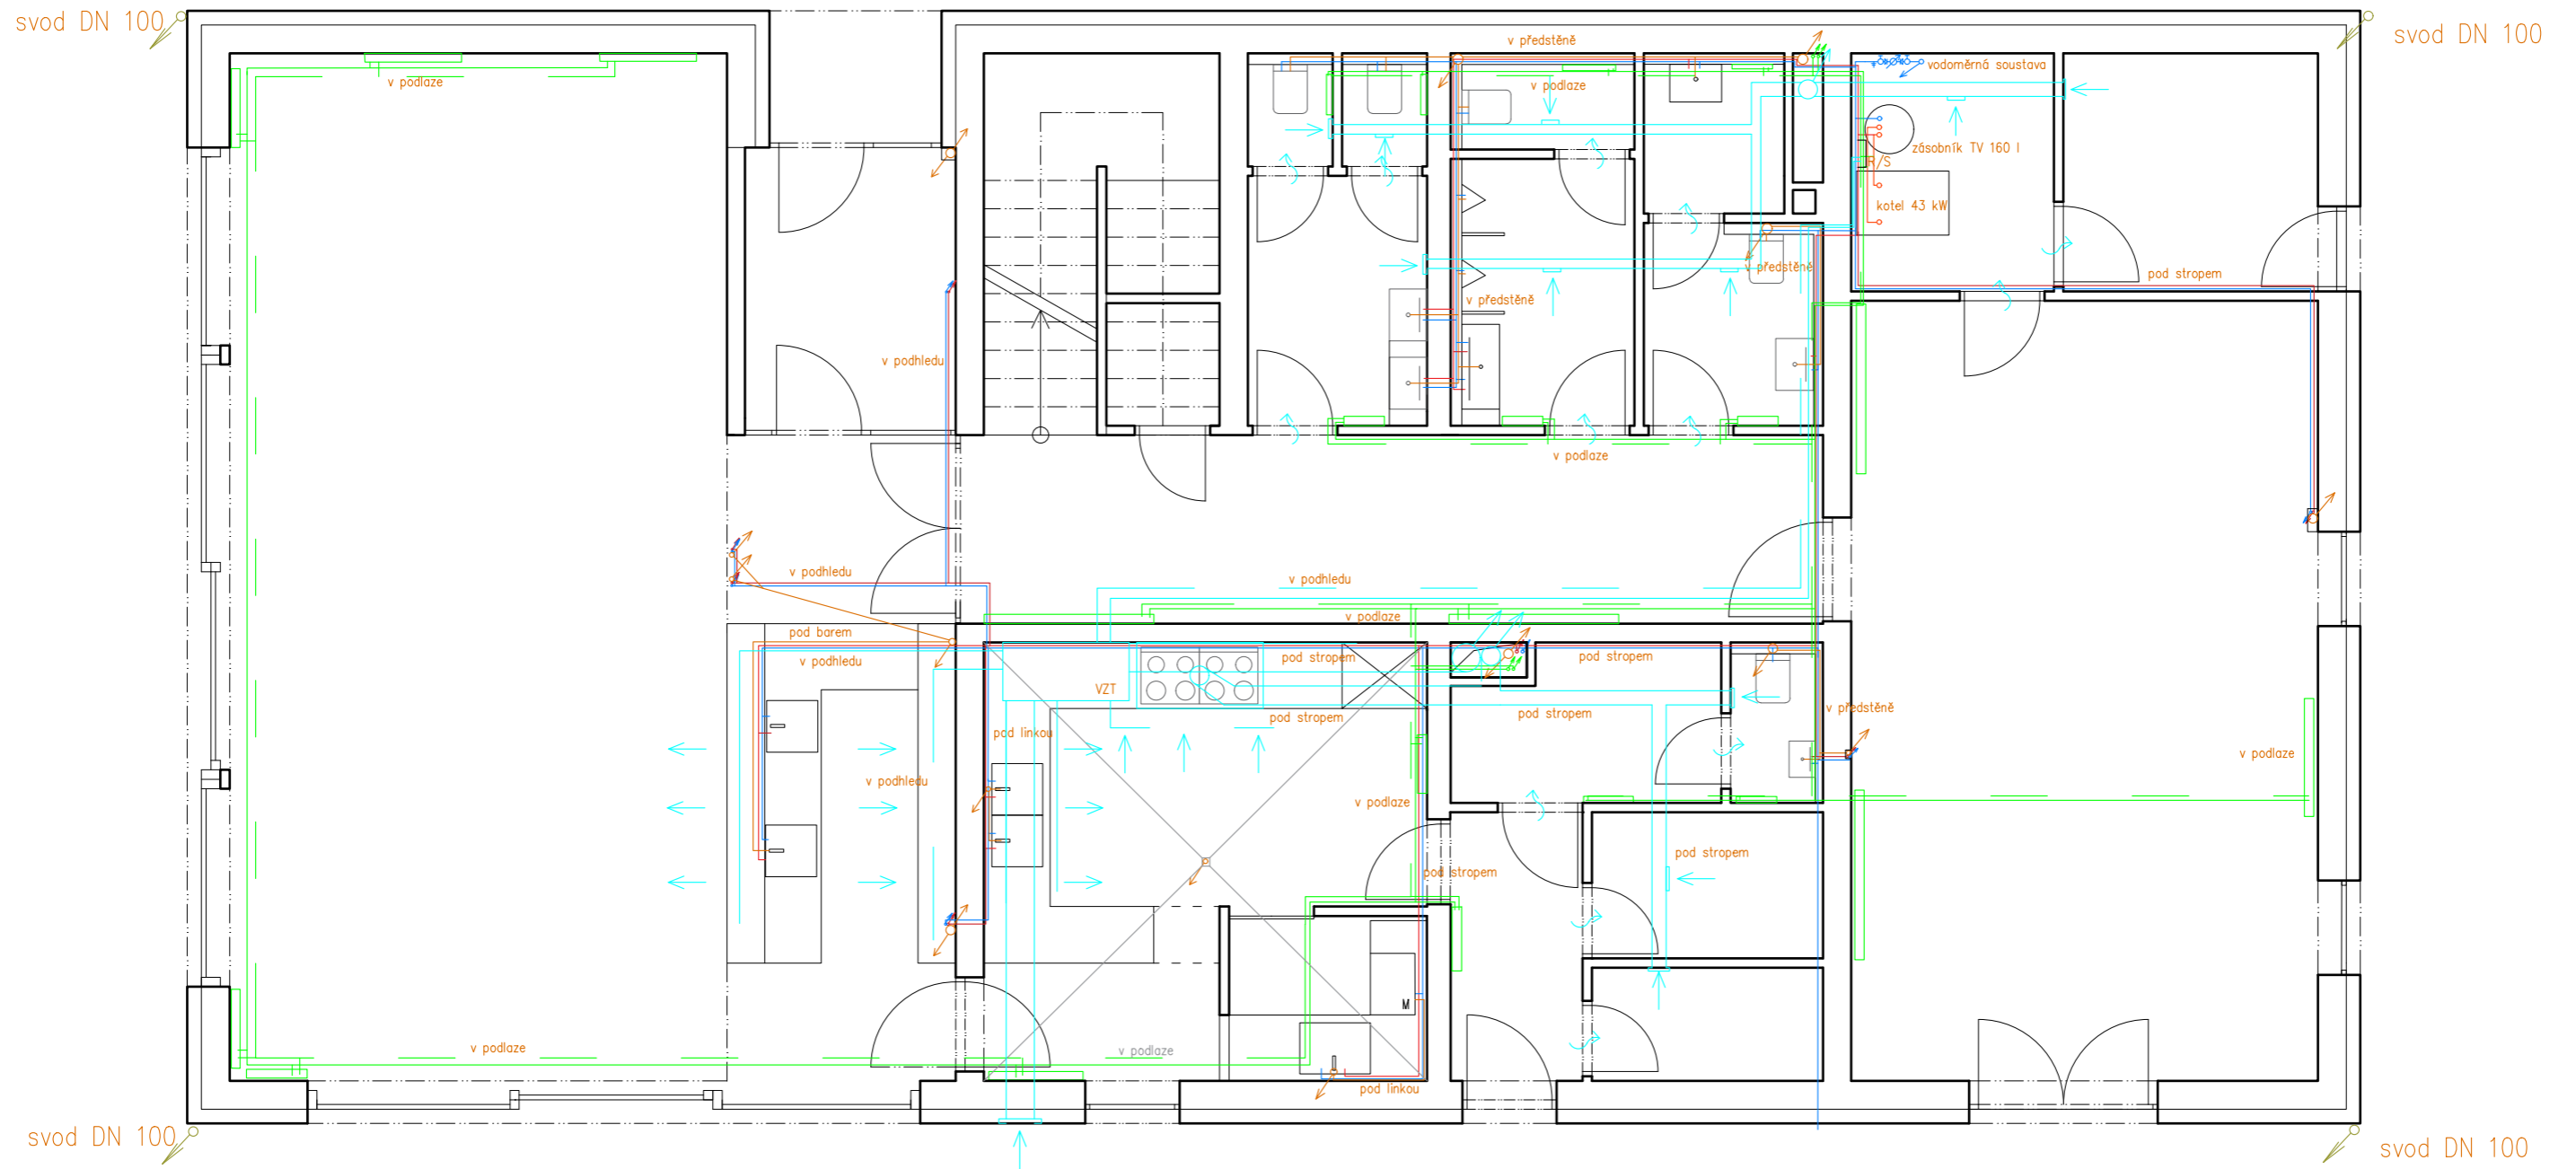 svod DN 100
svod DN 100
v předstěně
vodoměrná soustava
v podlaze
v podlaze
zásobník TV 160 l
R/S
kotel 43 kW
v předstěně
pod stropem
v předstěně
v podhledu
v podlaze
v podhledu
v podhledu
v podlaze
pod barem
v podhledu
pod stropem
pod stropem
VZT
pod stropem
pod stropem
v předstěně
pod linkou
v podlaze
v podhledu
v podlaze
pod stropem
pod stropem
M
v podlaze
v podlaze
pod linkou
svod DN 100
svod DN 100